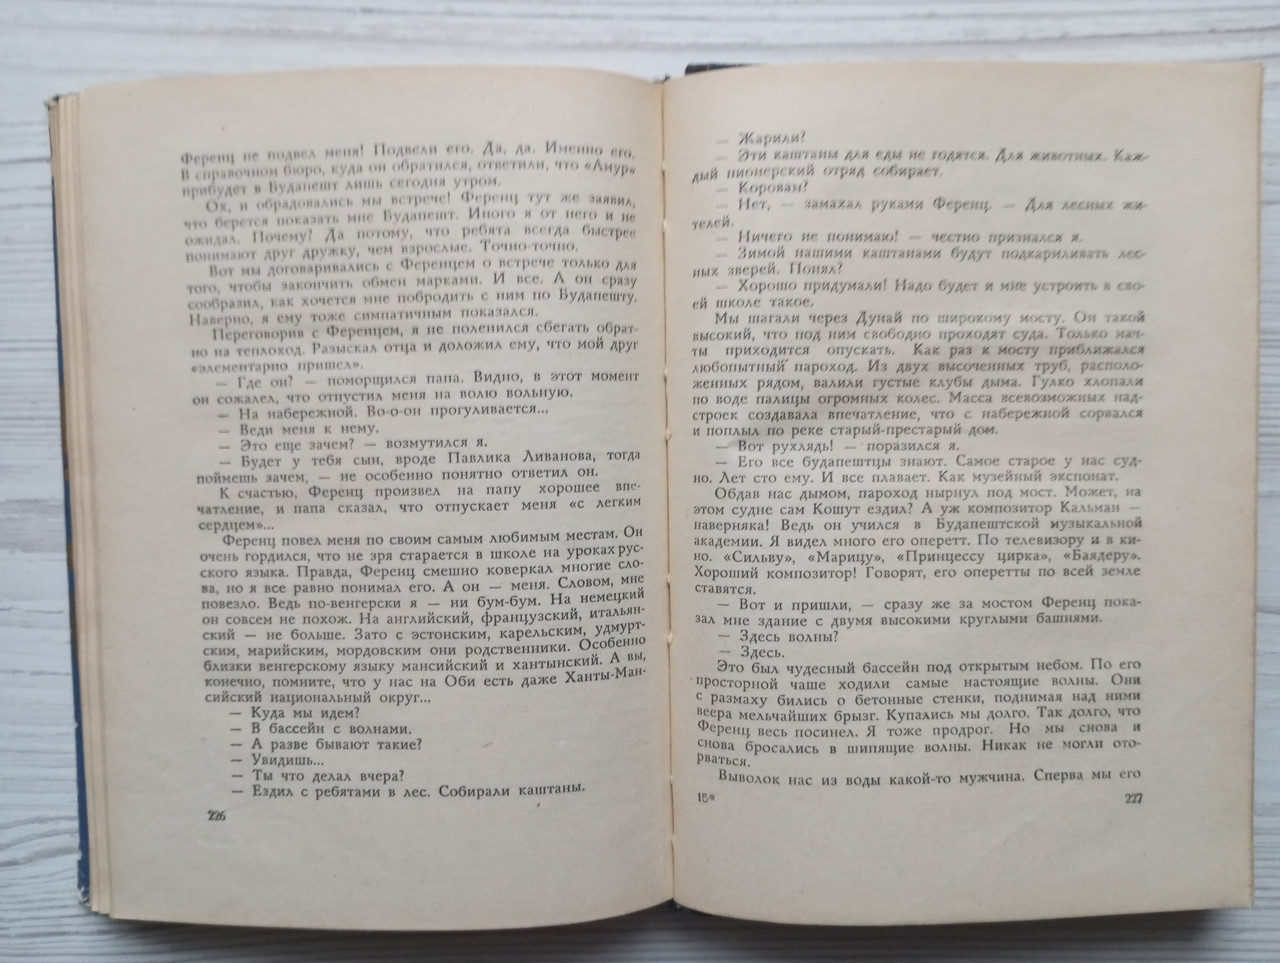 Ференц не подвел меня! Подвели его. Да, да. Именно его.
В справочном бюро, куда он обратился, ответили, что «Амур»
прибудет в Будапешт лишь сегодня утром.
Ох, и обрадовались мы встрече! Ференц тут же заявил,
что берется показать мне Будапешт. Иного я от него и не
ожидал. Почему? Да потому, что ребята всегда быстрее
понимают друг дружку, чем взрослые. Точно-точно.
Вот мы договаривались с Ференцем о встрече только для
того, чтобы закончить обмен марками. И все. А он сразу
сообразил, как хочется мне побродить с ним по Будапешту.
Наверно, я ему тоже симпатичным показался.
Переговорив с Ференцем, я не поленился сбегать обрат-
но на теплоход. Разыскал отца и доложил ему, что мой друг
«элементарно пришел».
— Где он? — поморщился папа. Видно, в этот момент
он сожалел, что отпустил меня на волю вольную.
— На набережной. Во-о-он прогуливается...
— Веди меня к нему.
— Это еще зачем? — возмутился я.
— Будет у тебя сын, вроде Павлика Ливанова, тогда
поймешь зачем, — не особенно понятно ответил он.
К счастью, Ференц произвел на папу хорошее впе-
чатление, и папа сказал, что отпускает меня «с легким
сердцем»...
Ференц повел меня по своим самым любимым местам. Он
очень гордился, что не зря старается в школе на уроках рус-
ского языка. Правда, Ференц смешно коверкал многие сло-
ва, но я все равно понимал его. А он — меня. Словом, мне
повезло. Ведь по-венгерски я — ни бум-бум. На немецкий
он совсем не похож. На английский, французский, итальян-
ский — не больше. Зато с эстонским, карельским, удмурт-
ским, марийским, мордовским они родственники. Особенно
близки венгерскому языку мансийский и хантынский. А вы,
конечно, помните, что у нас на Оби есть даже Ханты-Ман-
сийский национальный округ...
— Куда мы идем?
— В бассейн с волнами.
— А разве бывают такие?
— Увидишь...
— Ты что делал вчера?
— Ездил с ребятами в лес. Собирали каштаны.
226
— Жарили?
— Эти каштаны для еды не годятся. Для животных. Каж-
дый пионерский отряд собирает.
— Коровам?
— Нет, — замахал руками Ференц. — Для лесных жи-
телей.
— Ничего не понимаю! — честно признался я.
— Зимой нашими каштанами будут подкармливать лес-
ных зверей. Понял?
— Хорошо придумали! Надо будет и мне устроить в сво-
ей школе такое.
Мы шагали через Дунай по широкому мосту. Он такой
высокий, что под ним свободно проходят суда. Только мач-
ты приходится опускать. Как раз к мосту приближался
любопытный пароход. Из двух высоченных труб, располо-
женных рядом, валили густые клубы дыма. Гулко хлопали
по воде палицы огромных колес. Масса всевозможных над-
строек создавала впечатление, что с набережной сорвался
и поплыл по реке старый-престарый дом.
— Вот рухлядь! — поразился я.
— Его все будапештцы знают. Самое старое у нас суд-
но. Лет сто ему. И все плавает. Как музейный экспонат.
Обдав нас дымом, пароход нырнул под мост. Может, на
этом судне сам Кошут ездил? А уж композитор Кальман —
наверняка! Ведь он учился в Будапештской музыкальной
академии. Я видел много его оперетт. По телевизору и в ки-
но. «Сильву», «Марицу», «Принцессу цирка», «Баядеру».
Хороший композитор! Говорят, его оперетты по всей земле
ставятся.
— Вот и пришли, — сразу же за мостом Ференц пока-
зал мне здание с двумя высокими круглыми башнями.
— Здесь волны?
— Здесь.
Это был чудесный бассейн под открытым небом. По его
просторной чаше ходили самые настоящие волны. Они
с размаху бились о бетонные стенки, поднимая над ними
веера мельчайших брызг. Купались мы долго. Так долго, что
Ференц весь посинел. Я тоже продрог. Но мы снова и
снова бросались в шипящие волны. Никак не могли ото-
рваться.
Выволок нас из воды какой-то мужчина. Сперва мы его
15*
227